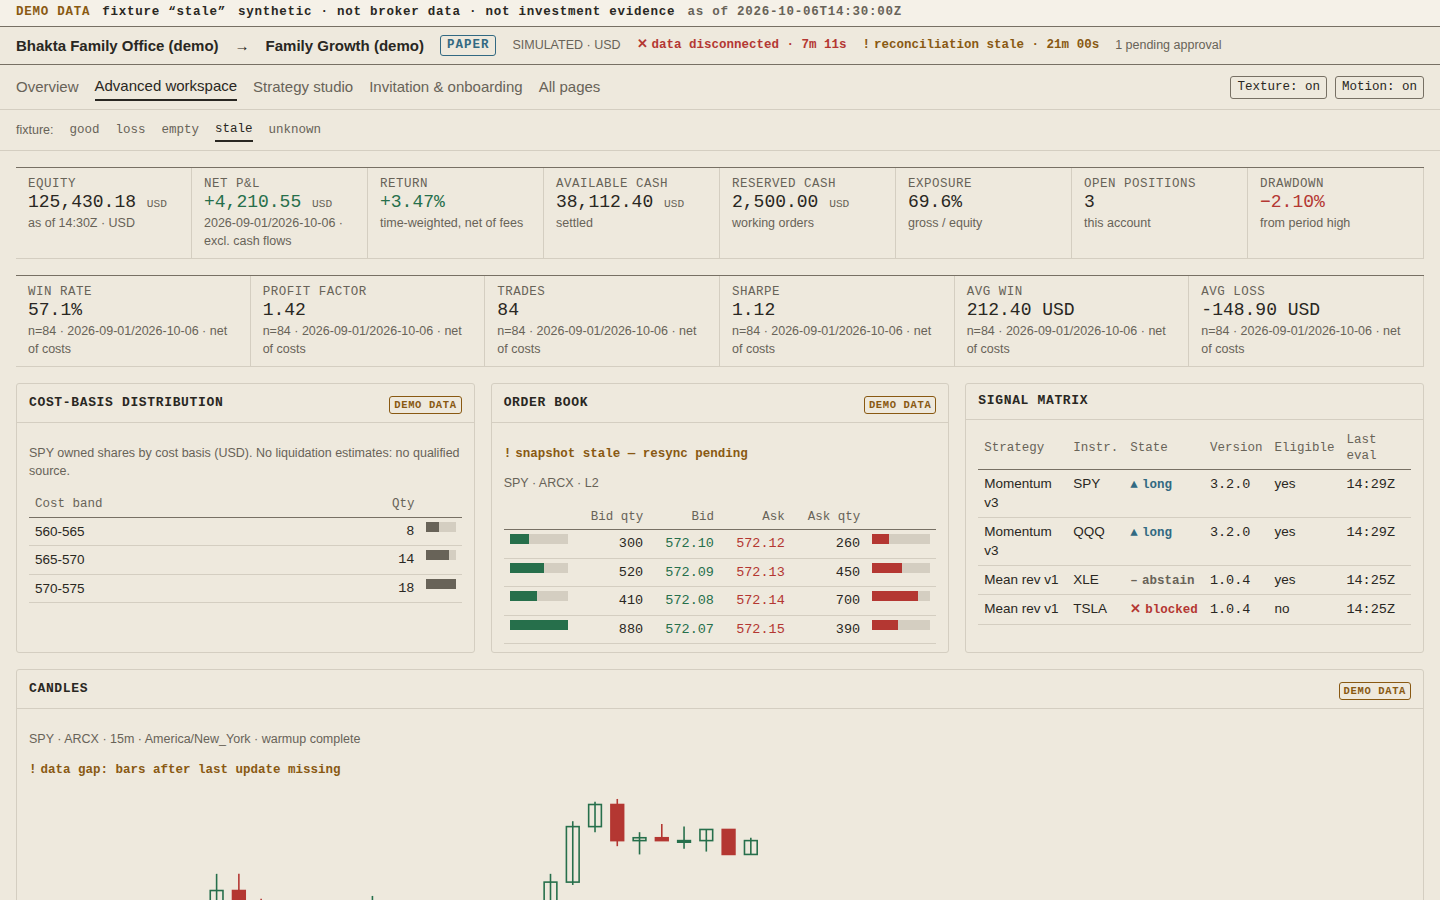 DEMO DATA fixture “stale” synthetic · not broker data · not investment evidence as of 2026-10-06T14:30:00Z
Bhakta Family Office (demo) → Family Growth (demo) PAPER SIMULATED · USD ✕ data disconnected · 7m 11s ! reconciliation stale · 21m 00s 1 pending approval
Overview Advanced workspace Strategy studio Invitation & onboarding All pages Texture: on Motion: on
fixture: good loss empty stale unknown
EQUITY NET P&L RETURN AVAILABLE CASH RESERVED CASH EXPOSURE OPEN POSITIONS DRAWDOWN
125,430.18 USD +4,210.55 USD +3.47% 38,112.40 USD 2,500.00 USD 69.6% 3 −2.10%
as of 14:30Z · USD 2026-09-01/2026-10-06 · time-weighted, net of fees settled working orders gross / equity this account from period high
excl. cash flows
WIN RATE PROFIT FACTOR TRADES SHARPE AVG WIN AVG LOSS
57.1% 1.42 84 1.12 212.40 USD -148.90 USD
n=84 · 2026-09-01/2026-10-06 · net n=84 · 2026-09-01/2026-10-06 · net n=84 · 2026-09-01/2026-10-06 · net n=84 · 2026-09-01/2026-10-06 · net n=84 · 2026-09-01/2026-10-06 · net n=84 · 2026-09-01/2026-10-06 · net
of costs of costs of costs of costs of costs of costs
COST-BASIS DISTRIBUTION DEMO DATA
SPY owned shares by cost basis (USD). No liquidation estimates: no qualified
source.
Cost band Qty
560-565 8
565-570 14
570-575 18
ORDER BOOK DEMO DATA
! snapshot stale — resync pending
SPY · ARCX · L2
Bid qty Bid Ask Ask qty
300 572.10 572.12 260
520 572.09 572.13 450
410 572.08 572.14 700
880 572.07 572.15 390
SIGNAL MATRIX
Strategy Instr. State Version Eligible Last
eval
Momentum SPY ▲ long 3.2.0 yes 14:29Z
v3
Momentum QQQ ▲ long 3.2.0 yes 14:29Z
v3
Mean rev v1 XLE – abstain 1.0.4 yes 14:25Z
Mean rev v1 TSLA ✕ blocked 1.0.4 no 14:25Z
CANDLES DEMO DATA
SPY · ARCX · 15m · America/New_York · warmup complete
! data gap: bars after last update missing